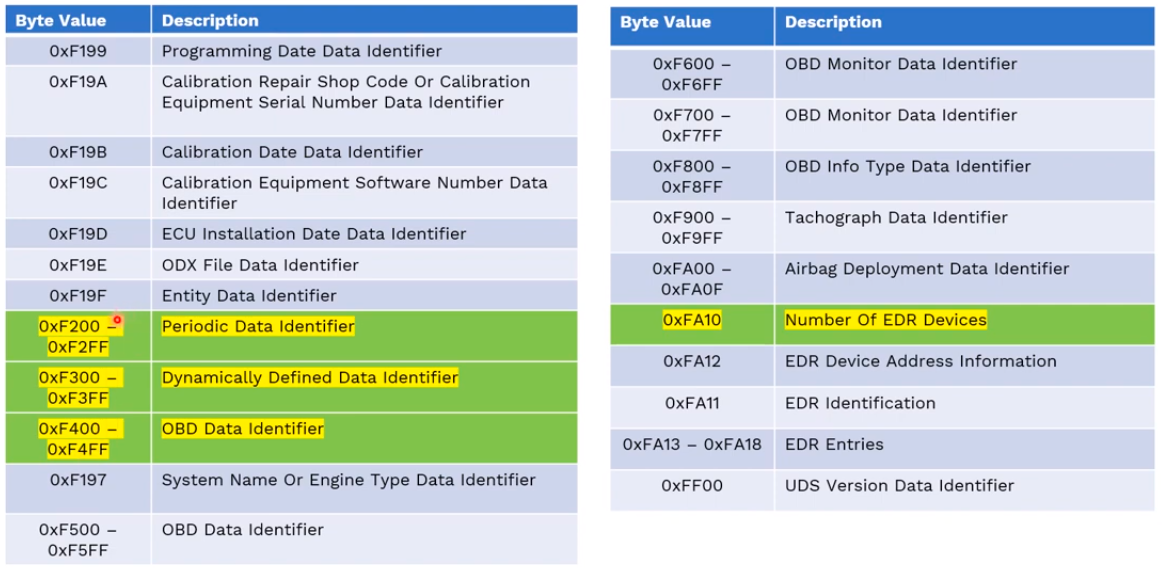 Byte Value Description
0xF199 Programming Date Data Identifier
0xF19A Calibration Repair Shop Code Or Calibration
Equipment Serial Number Data Identifier
0xF19B Calibration Date Data Identifier
0xF19C Calibration Equipment Software Number Data
Identifier
0xF19D ECU Installation Date Data Identifier
0xF19E ODX File Data Identifier
0xF19F Entity Data Identifier
0xF200 – Periodic Data Identifier
0xF2FF
0xF300 – Dynamically Defined Data Identifier
0xF3FF
0xF400 – OBD Data Identifier
0xF4FF
0xF197 System Name Or Engine Type Data Identifier
0xF500 – OBD Data Identifier
0xF5FF
Byte Value Description
0xF600 – OBD Monitor Data Identifier
0xF6FF
0xF700 – OBD Monitor Data Identifier
0xF7FF
0xF800 – OBD Info Type Data Identifier
0xF8FF
0xF900 – Tachograph Data Identifier
0xF9FF
0xFA00 – Airbag Deployment Data Identifier
0xFA0F
0xFA10 Number Of EDR Devices
0xFA12 EDR Device Address Information
0xFA11 EDR Identification
0xFA13 – 0xFA18 EDR Entries
0xFF00 UDS Version Data Identifier